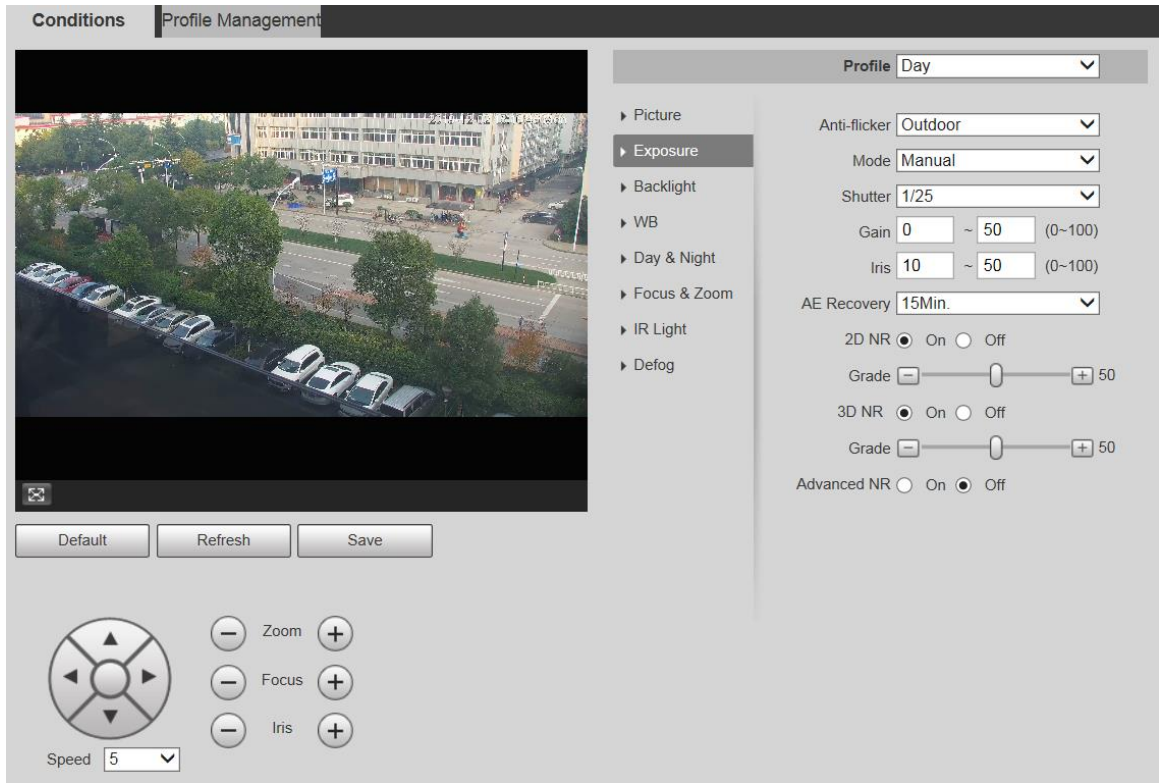 Conditions
Profile Management
Profile Day
Picture
Exposure
Backlight
WB
Day & Night
Focus & Zoom
IR Light
Defog
Anti-flicker Outdoor
Mode Manual
Shutter 1/25
Gain 0 ~ 50 (0~100)
Iris 10 ~ 50 (0~100)
AE Recovery 15Min.
2D NR On Off
Grade 50
3D NR On Off
Grade 50
Advanced NR On Off
Default
Refresh
Save
Zoom
Focus
Iris
Speed 5